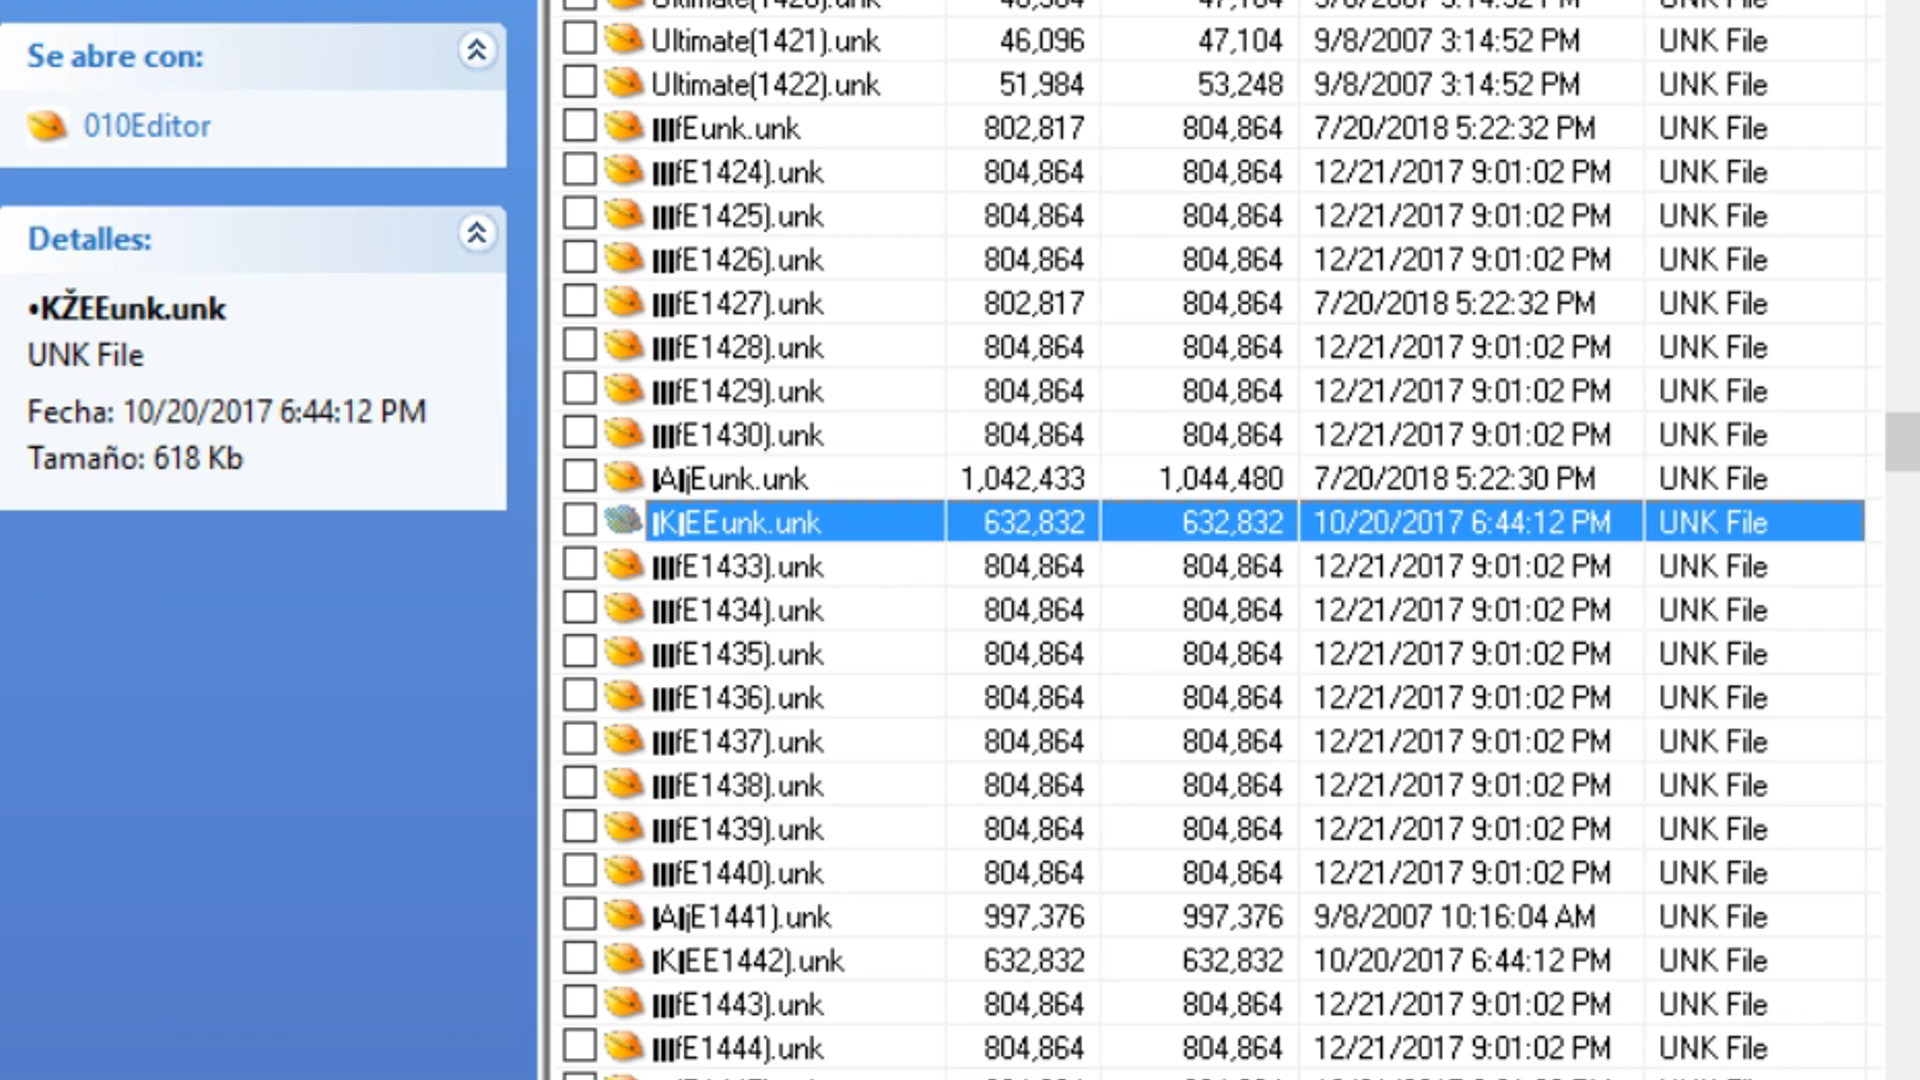 Se abre con:
010Editor
Detalles:
•KŽEEunk.unk
UNK File
Fecha: 10/20/2017 6:44:12 PM
Tamaño: 618 Kb
Ultimate(1420).unk 47,104 9/8/2007 3:14:52 PM UNK File
Ultimate(1421).unk 46,096 47,104 9/8/2007 3:14:52 PM UNK File
Ultimate(1422).unk 51,984 53,248 9/8/2007 3:14:52 PM UNK File
|||fEunk.unk 802,817 804,864 7/20/2018 5:22:32 PM UNK File
|||fE1424).unk 804,864 804,864 12/21/2017 9:01:02 PM UNK File
|||fE1425).unk 804,864 804,864 12/21/2017 9:01:02 PM UNK File
|||fE1426).unk 804,864 804,864 12/21/2017 9:01:02 PM UNK File
|||fE1427).unk 802,817 804,864 7/20/2018 5:22:32 PM UNK File
|||fE1428).unk 804,864 804,864 12/21/2017 9:01:02 PM UNK File
|||fE1429).unk 804,864 804,864 12/21/2017 9:01:02 PM UNK File
|||fE1430).unk 804,864 804,864 12/21/2017 9:01:02 PM UNK File
|A|jEunk.unk 1,042,433 1,044,480 7/20/2018 5:22:30 PM UNK File
|K|EEunk.unk 632,832 632,832 10/20/2017 6:44:12 PM UNK File
|||fE1433).unk 804,864 804,864 12/21/2017 9:01:02 PM UNK File
|||fE1434).unk 804,864 804,864 12/21/2017 9:01:02 PM UNK File
|||fE1435).unk 804,864 804,864 12/21/2017 9:01:02 PM UNK File
|||fE1436).unk 804,864 804,864 12/21/2017 9:01:02 PM UNK File
|||fE1437).unk 804,864 804,864 12/21/2017 9:01:02 PM UNK File
|||fE1438).unk 804,864 804,864 12/21/2017 9:01:02 PM UNK File
|||fE1439).unk 804,864 804,864 12/21/2017 9:01:02 PM UNK File
|||fE1440).unk 804,864 804,864 12/21/2017 9:01:02 PM UNK File
|A|jE1441).unk 997,376 997,376 9/8/2007 10:16:04 AM UNK File
|K|EE1442).unk 632,832 632,832 10/20/2017 6:44:12 PM UNK File
|||fE1443).unk 804,864 804,864 12/21/2017 9:01:02 PM UNK File
|||fE1444).unk 804,864 804,864 12/21/2017 9:01:02 PM UNK File